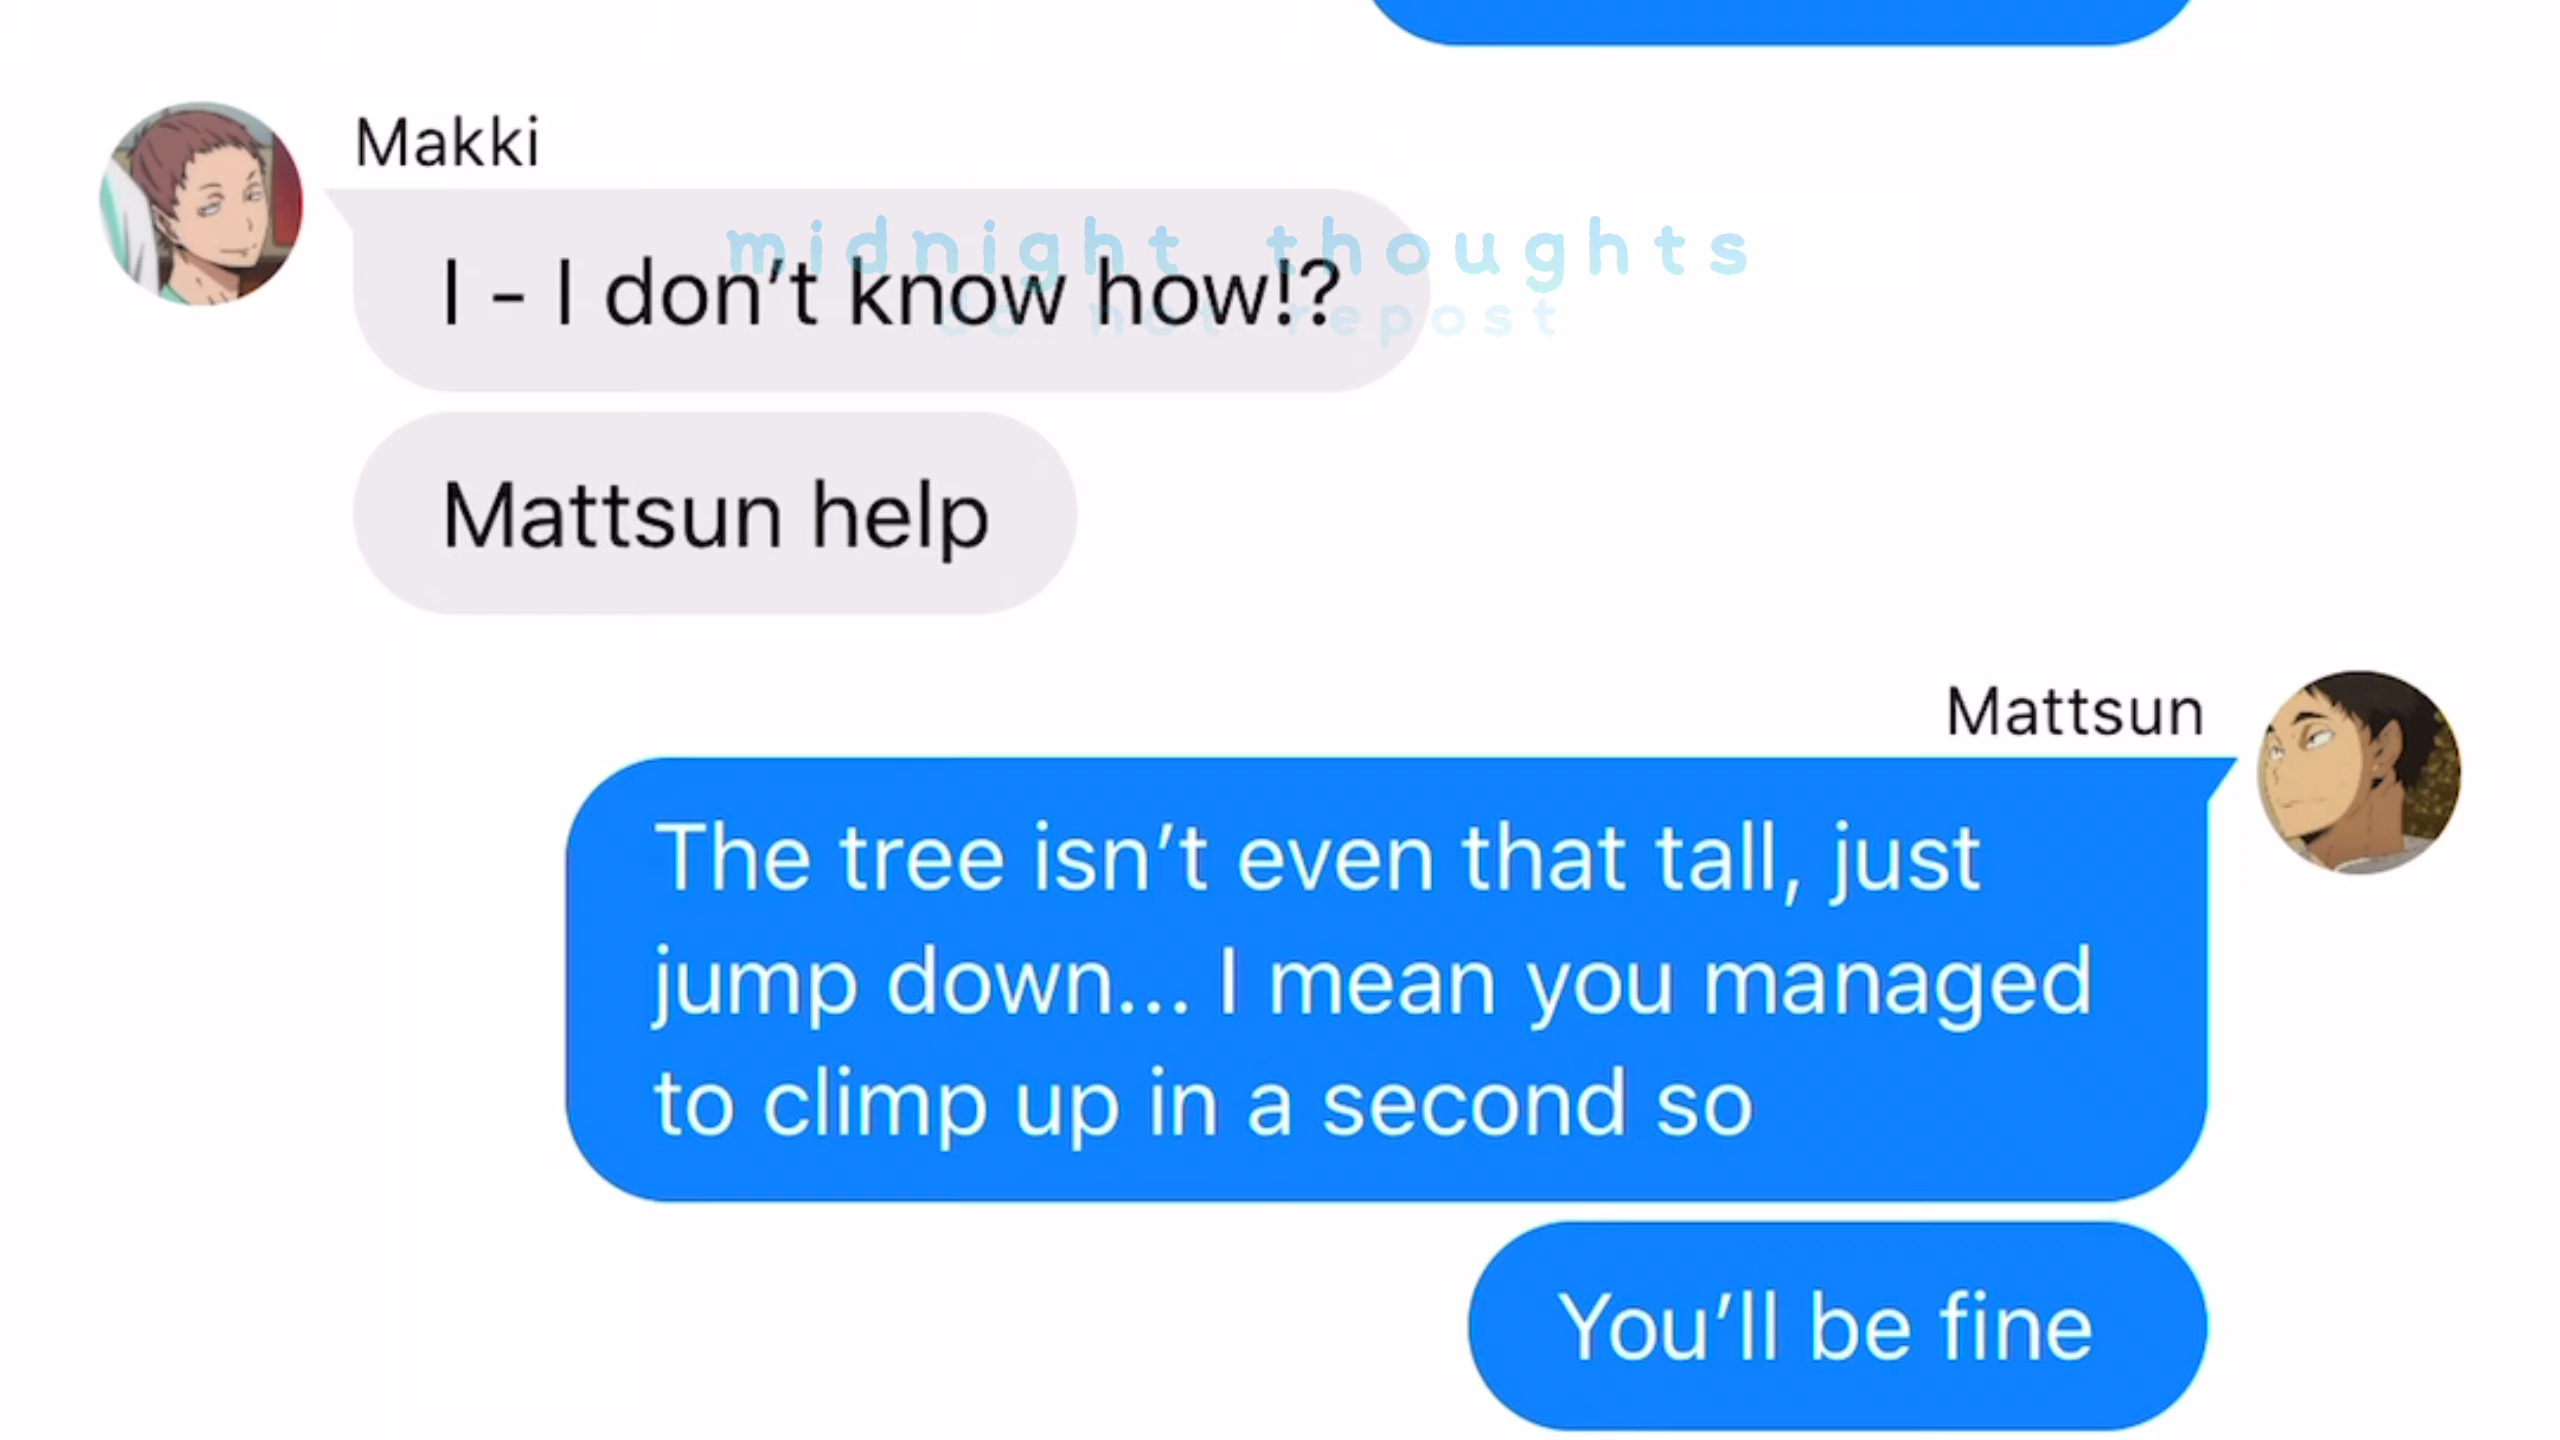 Makki
midnight thoughts
I - I don't know how!?
do not repost
Mattsun help
Mattsun
The tree isn't even that tall, just
jump down... I mean you managed
to climp up in a second so
You'll be fine